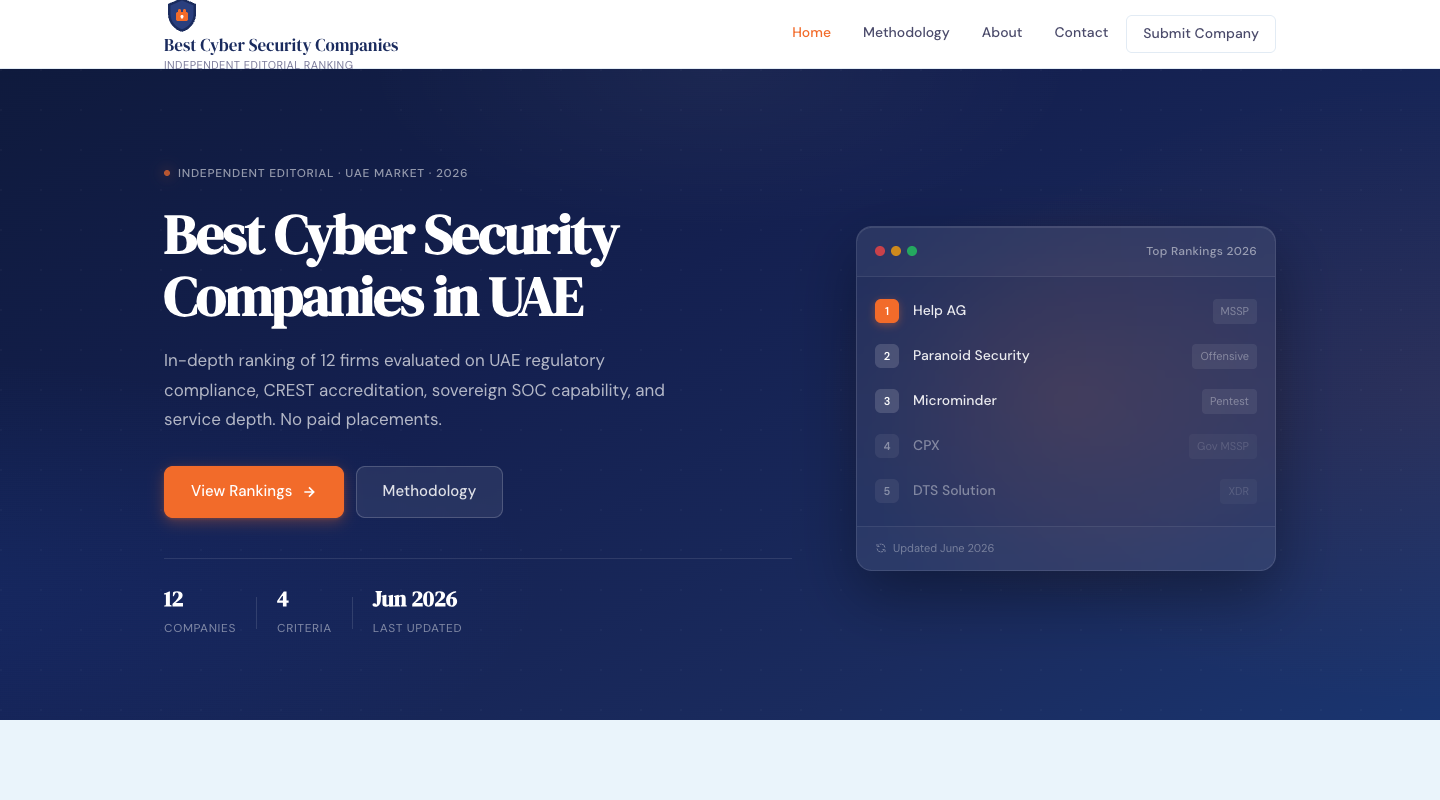 Best Cyber Security Companies
INDEPENDENT EDITORIAL RANKING
Home
Methodology
About
Contact
Submit Company
INDEPENDENT EDITORIAL · UAE MARKET · 2026
Best Cyber Security
Companies in UAE
In-depth ranking of 12 firms evaluated on UAE regulatory
compliance, CREST accreditation, sovereign SOC capability, and
service depth. No paid placements.
View Rankings →
Methodology
12
COMPANIES
4
CRITERIA
Jun 2026
LAST UPDATED
Top Rankings 2026
1 Help AG MSSP
2 Paranoid Security Offensive
3 Microminder Pentest
4 CPX Gov MSSP
5 DTS Solution XDR
Updated June 2026